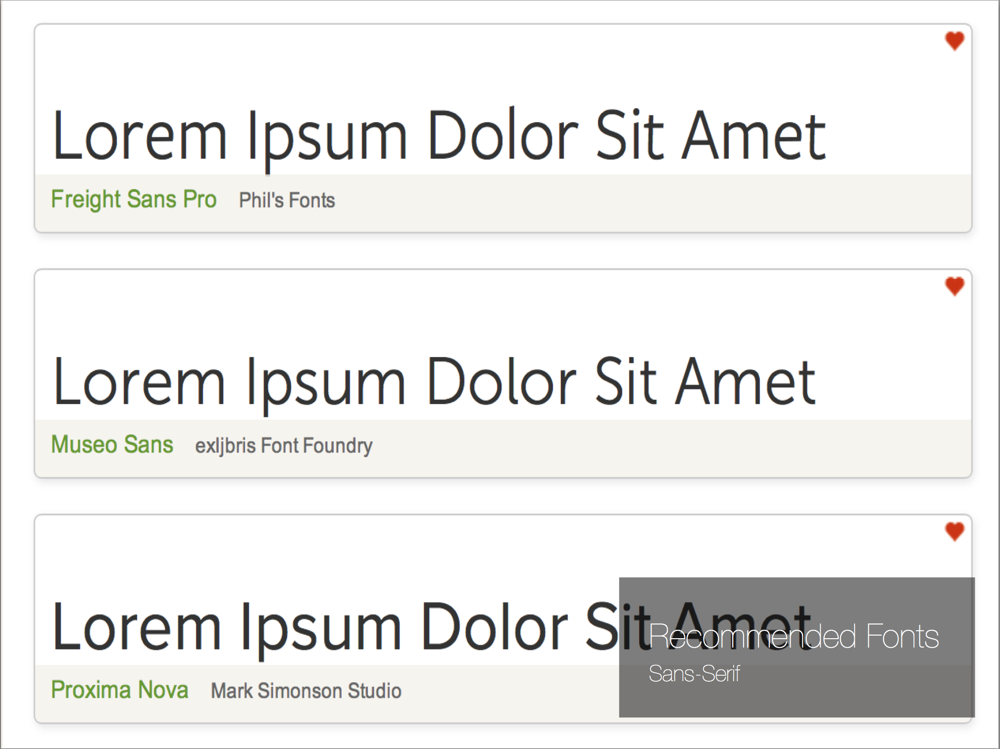 Lorem Ipsum Dolor Sit Amet
Freight Sans Pro Phil's Fonts
Lorem Ipsum Dolor Sit Amet
Museo Sans exljbris Font Foundry
Lorem Ipsum Dolor Sit Amet
Proxima Nova Mark Simonson Studio
Recommended Fonts
Sans-Serif